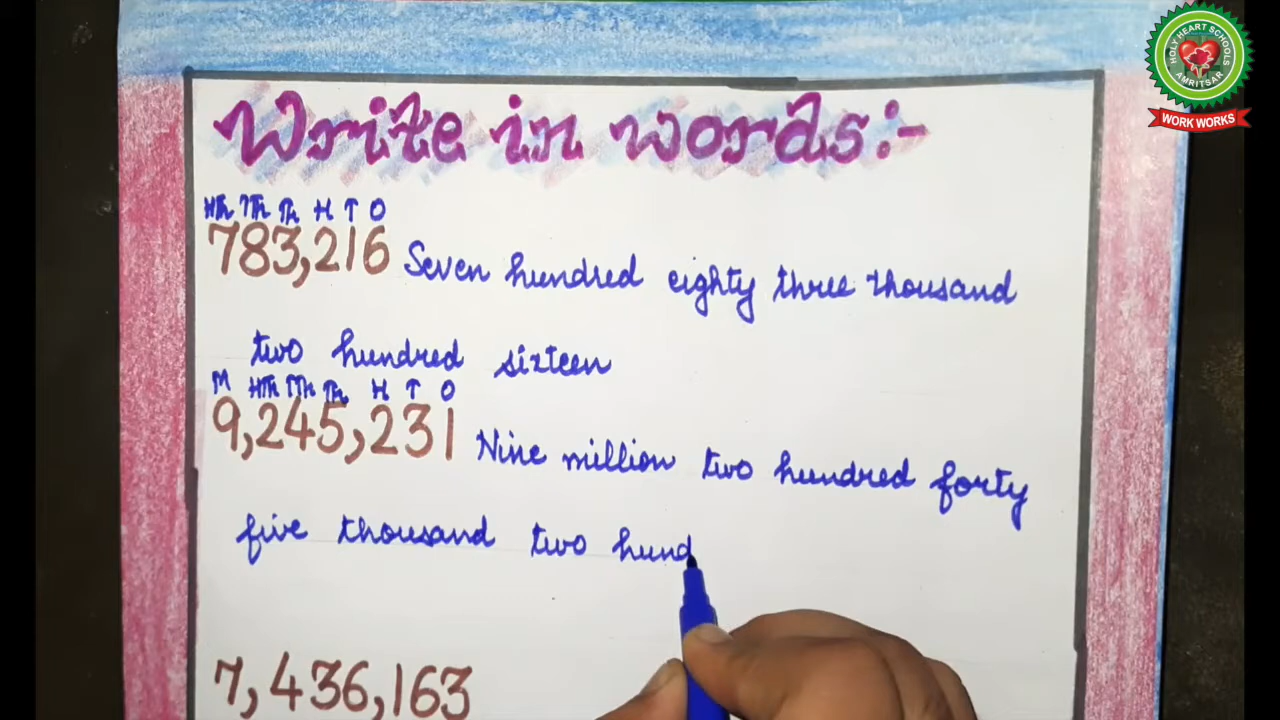 HOLY HEART SCHOOLS
AMRITSAR
WORK WORKS
Write in words:-
Hth Tth Th H T O
783,216 Seven hundred eighty three thousand
two hundred sixteen
M Hth Tth Th H T O
9,245,231 Nine million two hundred forty
five thousand two hund
7,436,163